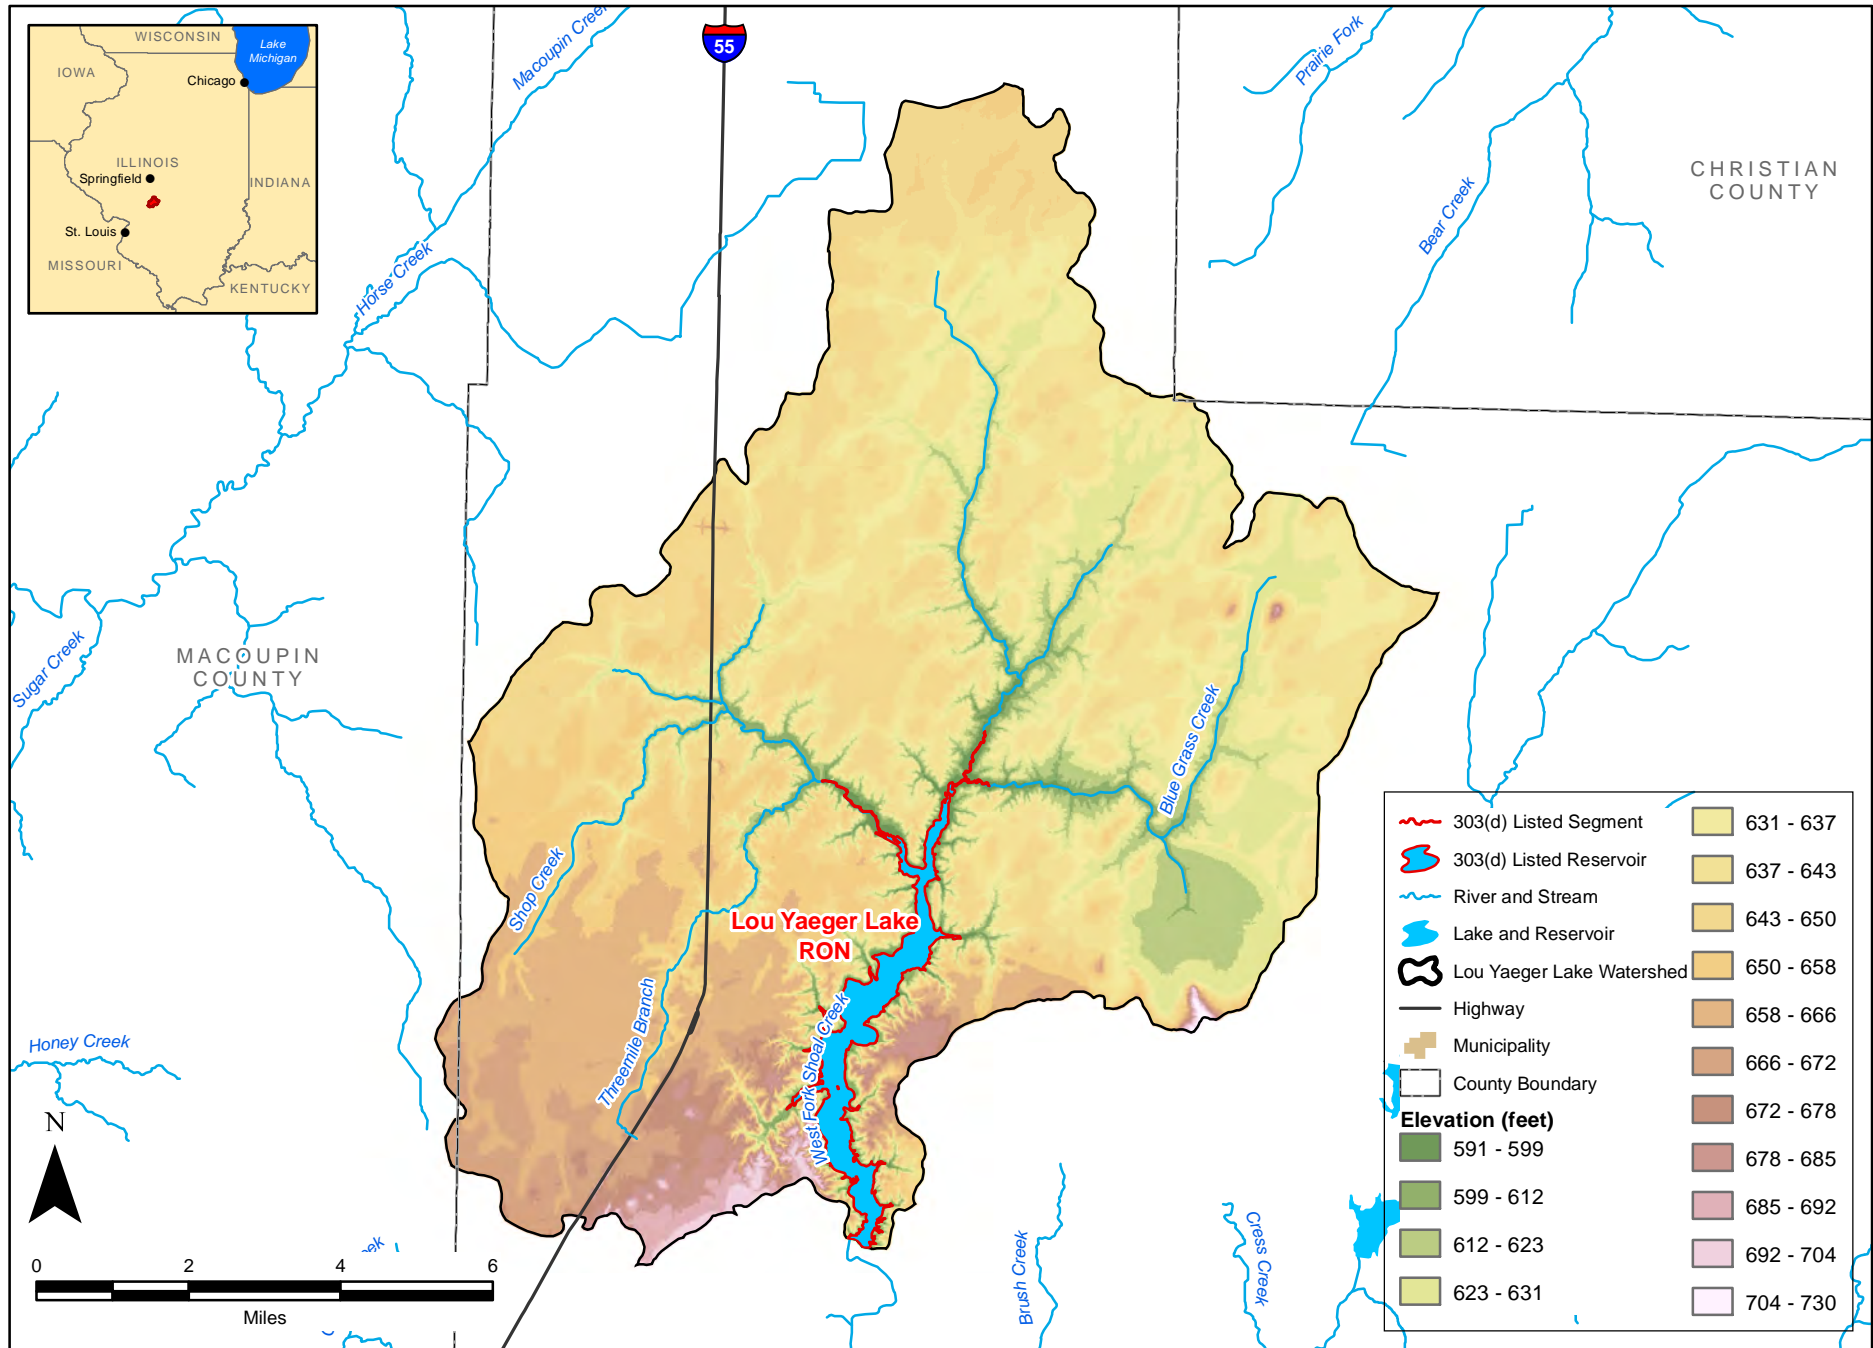 WISCONSIN
Lake
Michigan
IOWA
Chicago
ILLINOIS
Springfield
INDIANA
St. Louis
MISSOURI
KENTUCKY
55
Macoupin Creek
Prairie Fork
CHRISTIAN
COUNTY
Bear Creek
Horse Creek
MACOUPIN
COUNTY
Sugar Creek
Blue Grass Creek
Shop Creek
Lou Yaeger Lake
RON
Threemile Branch
West Fork Shoal Creek
Honey Creek
Brush Creek
Cress Creek
N
0 2 4 6
Miles
303(d) Listed Segment
303(d) Listed Reservoir
River and Stream
Lake and Reservoir
Lou Yaeger Lake Watershed
Highway
Municipality
County Boundary
Elevation (feet)
591 - 599
599 - 612
612 - 623
623 - 631
631 - 637
637 - 643
643 - 650
650 - 658
658 - 666
666 - 672
672 - 678
678 - 685
685 - 692
692 - 704
704 - 730